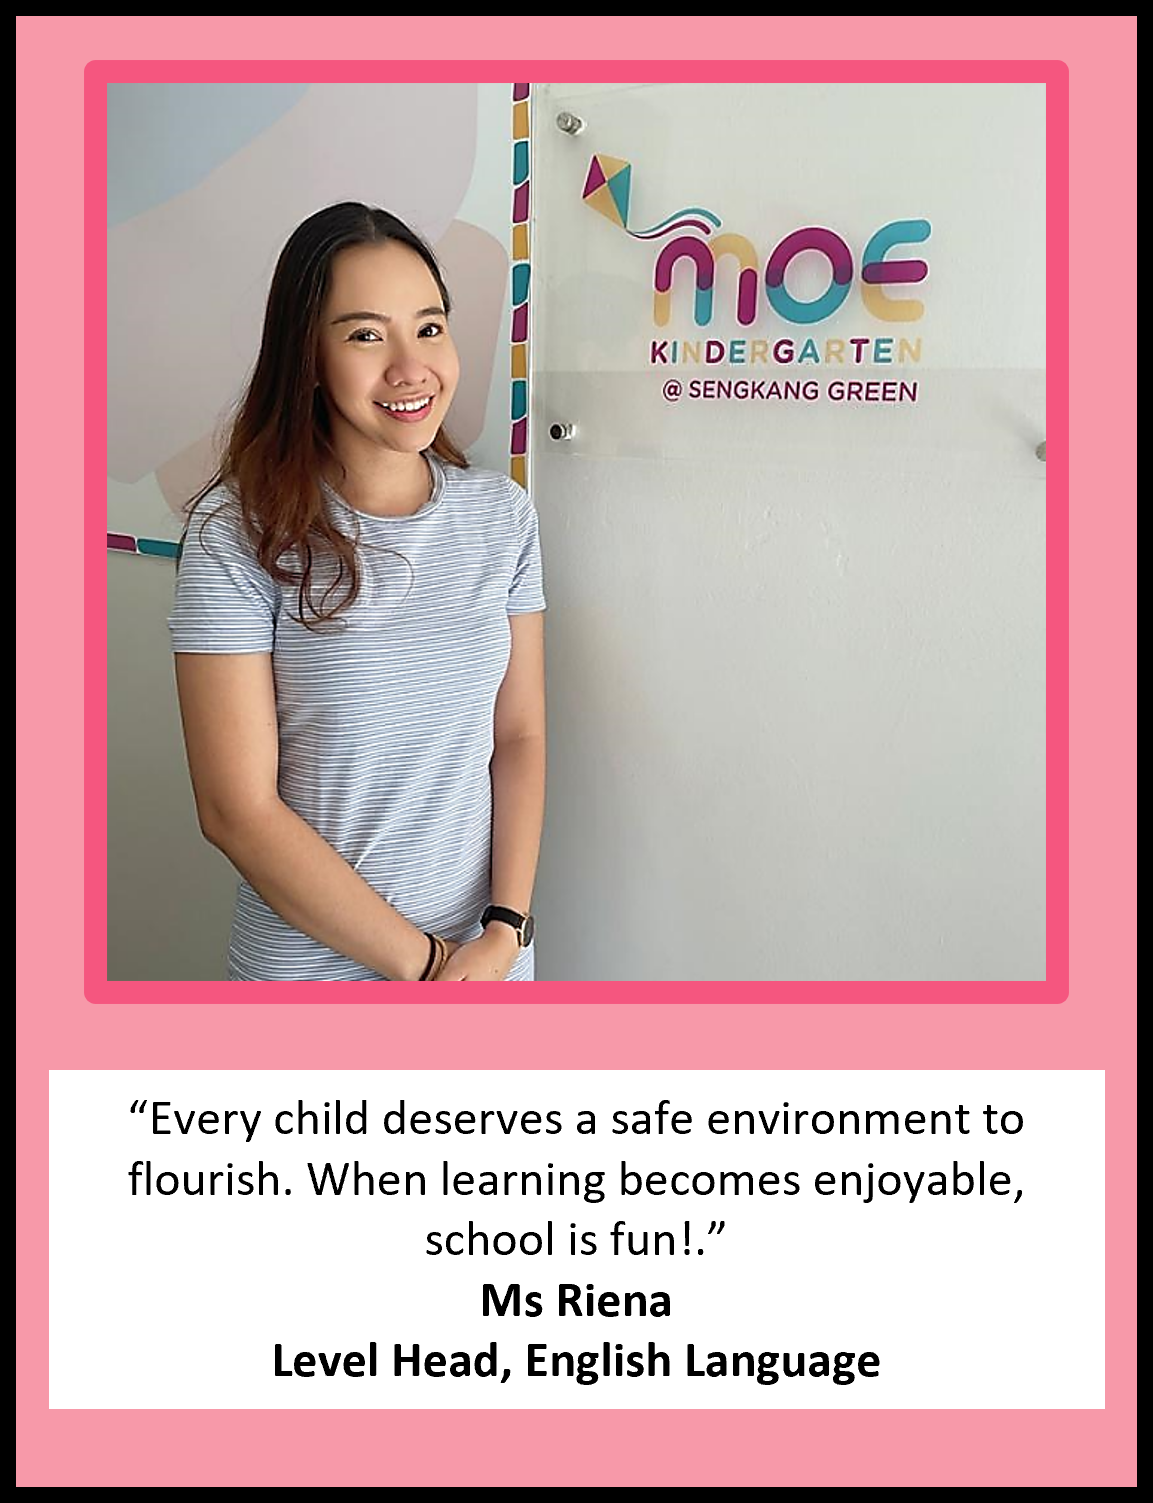 moe
KINDERGARTEN
@ SENGKANG GREEN
“Every child deserves a safe environment to
flourish. When learning becomes enjoyable,
school is fun!.”
Ms Riena
Level Head, English Language